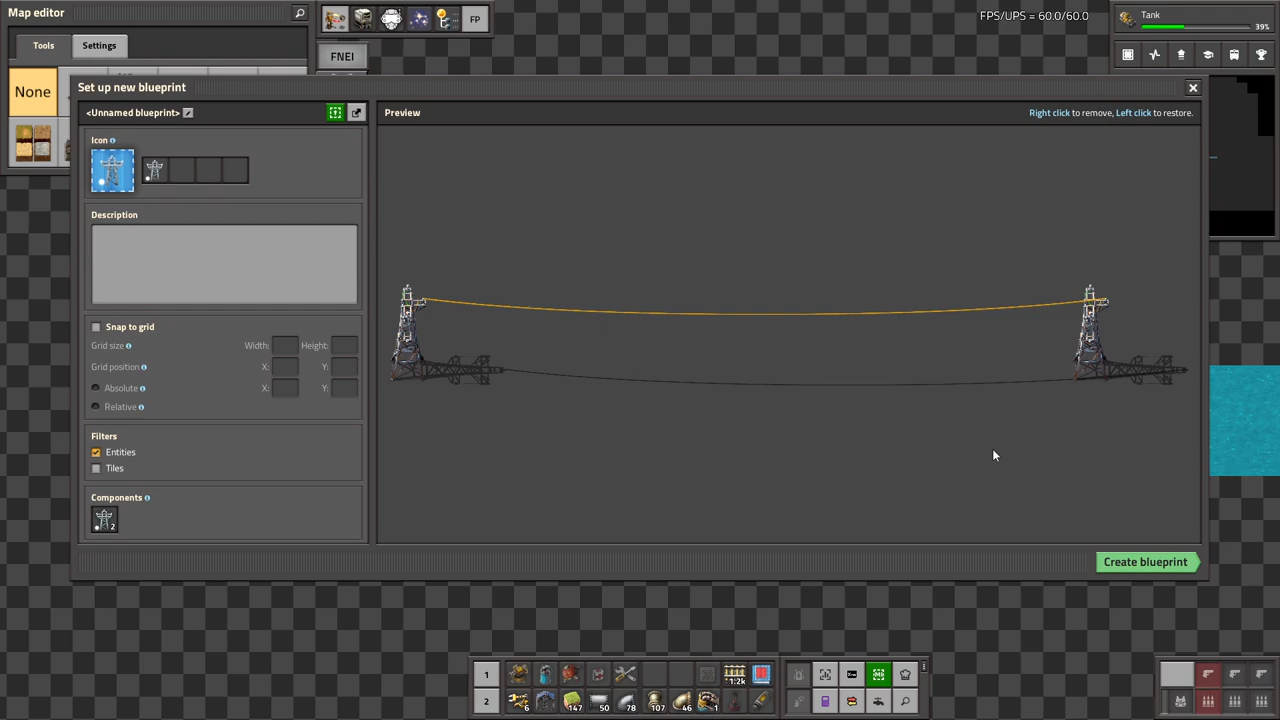 Map editor
FP
FPS/UPS = 60.0/60.0
Tank
39%
Tools
Settings
FNEI
None
Set up new blueprint
<Unnamed blueprint>
Preview
Right click to remove, Left click to restore.
Icon
Description
Snap to grid
Grid size
Width:
Height:
Grid position
X:
Y:
Absolute
X:
Y:
Relative
Filters
Entities
Tiles
Components
2
Create blueprint
1
1.2k
2
6
147
50
78
107
46
1